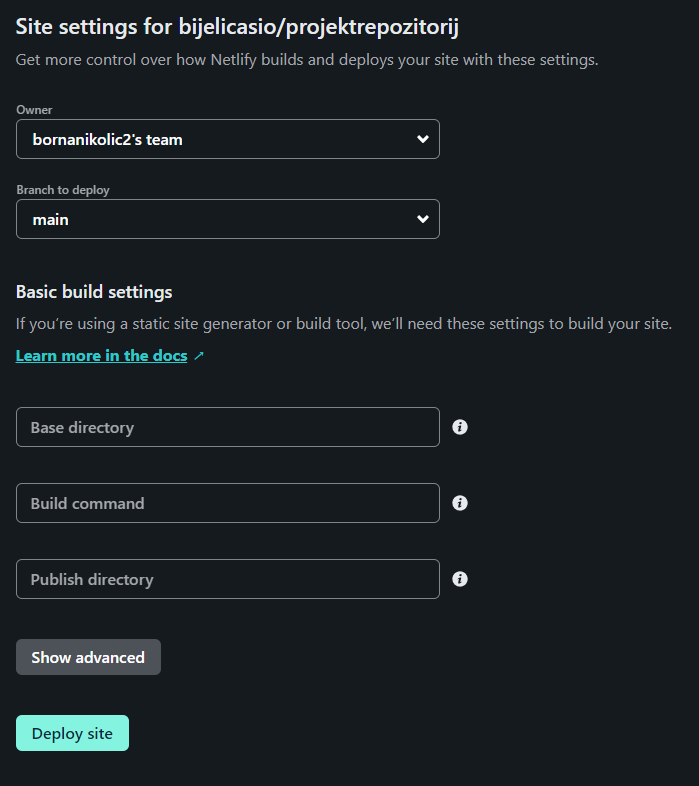 Site settings for bijelicasio/projektrepozitorij
Get more control over how Netlify builds and deploys your site with these settings.
Owner
bornanikolic2's team
Branch to deploy
main
Basic build settings
If you’re using a static site generator or build tool, we’ll need these settings to build your site.
Learn more in the docs ↗
Base directory
Build command
Publish directory
Show advanced
Deploy site